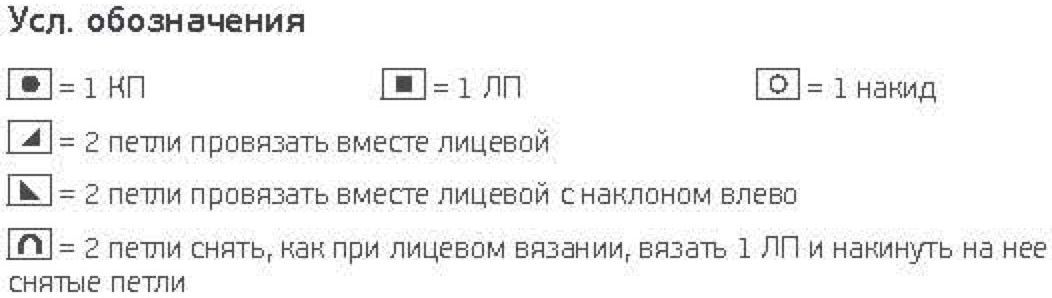 Усл. обозначения
= 1 КП = 1 ЛП = 1 накид
= 2 петли провязать вместе лицевой
= 2 петли провязать вместе лицевой с наклоном влево
= 2 петли снять, как при лицевом вязании, вязать 1 ЛП и накинуть на нее
снятые петли